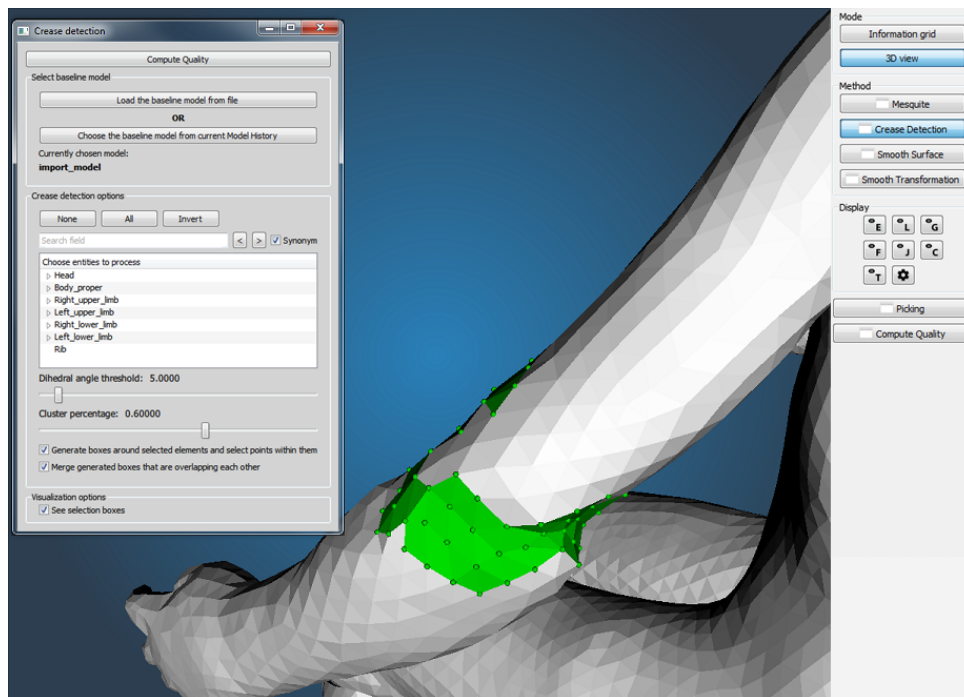 Crease detection
Compute Quality
Select baseline model
Load the baseline model from file
OR
Choose the baseline model from current Model History
Currently chosen model:
import_model
Crease detection options
None All Invert
Search field < > Synonym
Choose entities to process
Head
Body_proper
Right_upper_limb
Left_upper_limb
Right_lower_limb
Left_lower_limb
Rib
Dihedral angle threshold: 5.0000
Cluster percentage: 0.60000
Generate boxes around selected elements and select points within them
Merge generated boxes that are overlapping each other
Visualization options
See selection boxes
Mode
Information grid
3D view
Method
Mesquite
Crease Detection
Smooth Surface
Smooth Transformation
Display
E L G
F J C
T
Picking
Compute Quality